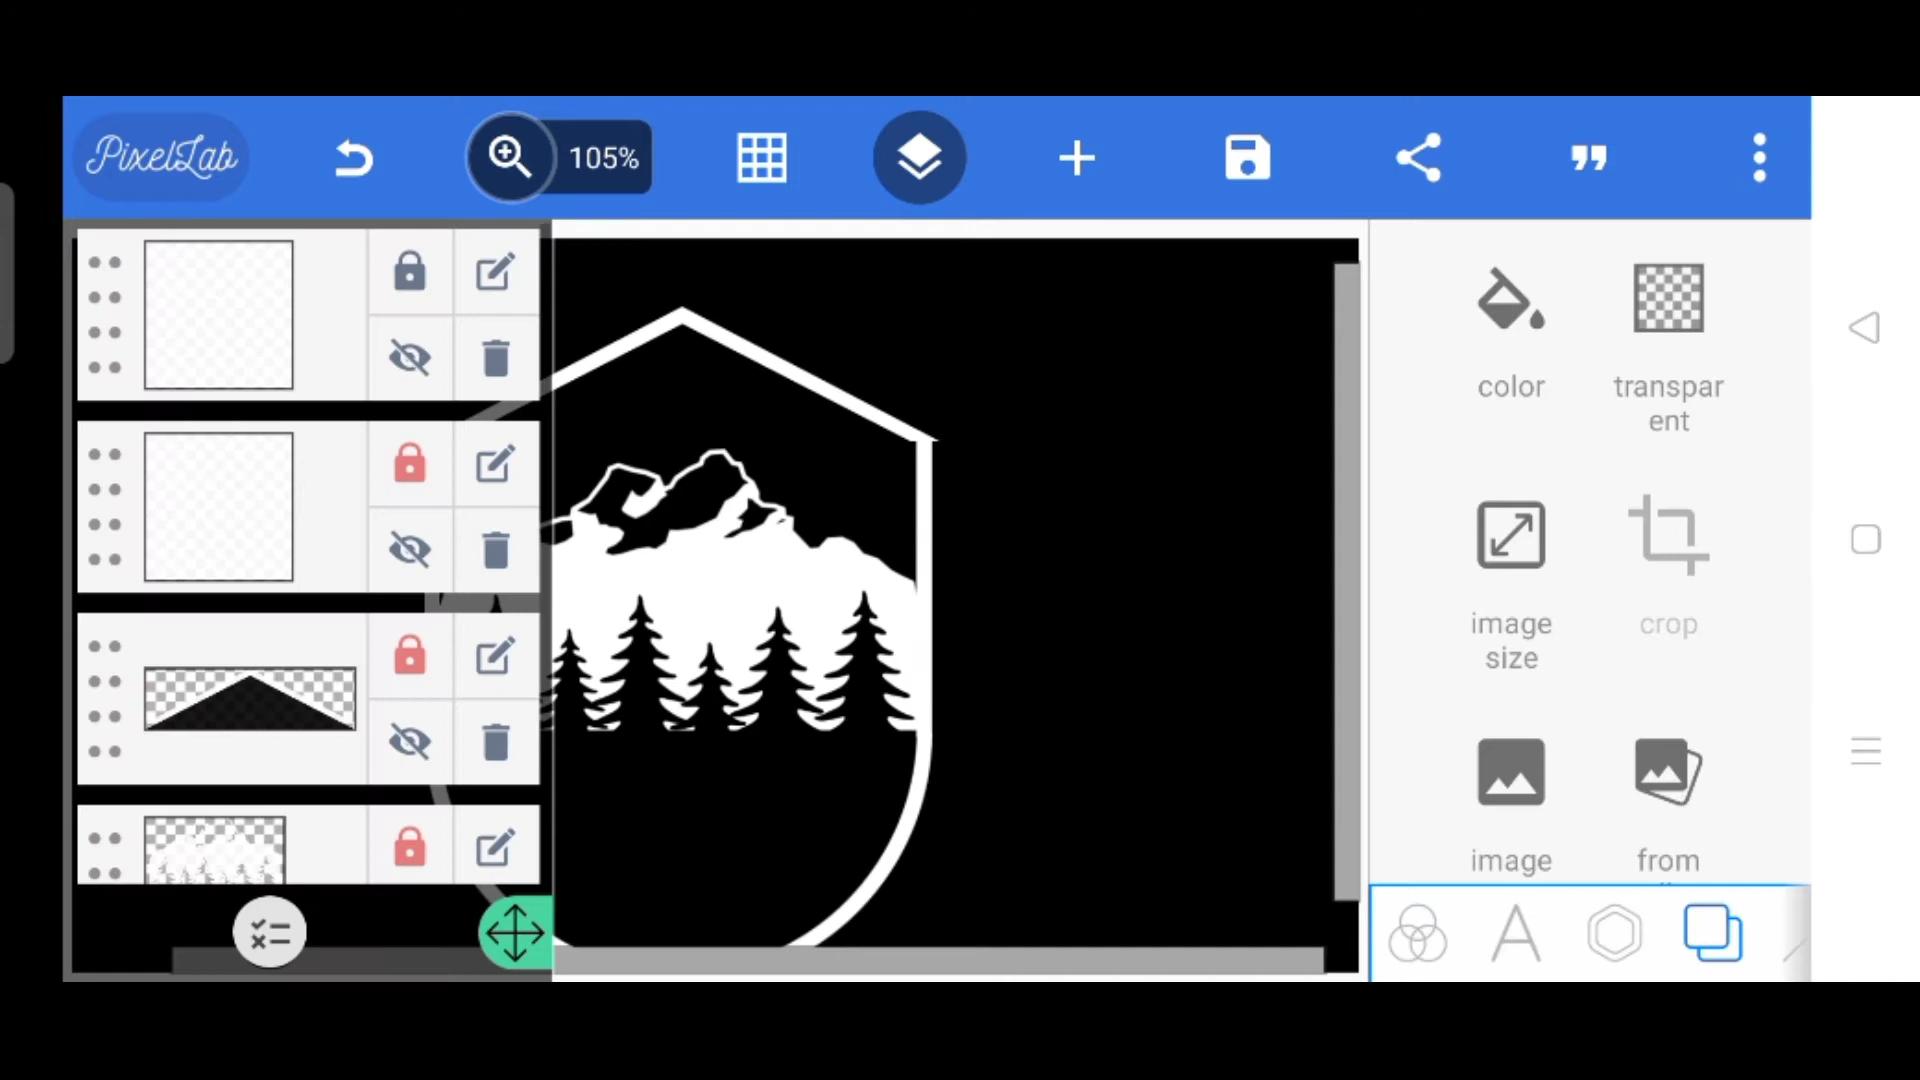 PixelLab
105%
color
transpar
ent
image
size
crop
image
from